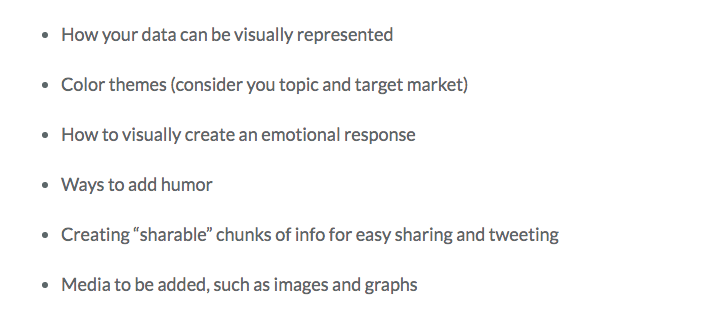 • How your data can be visually represented
• Color themes (consider you topic and target market)
• How to visually create an emotional response
• Ways to add humor
• Creating “sharable” chunks of info for easy sharing and tweeting
• Media to be added, such as images and graphs